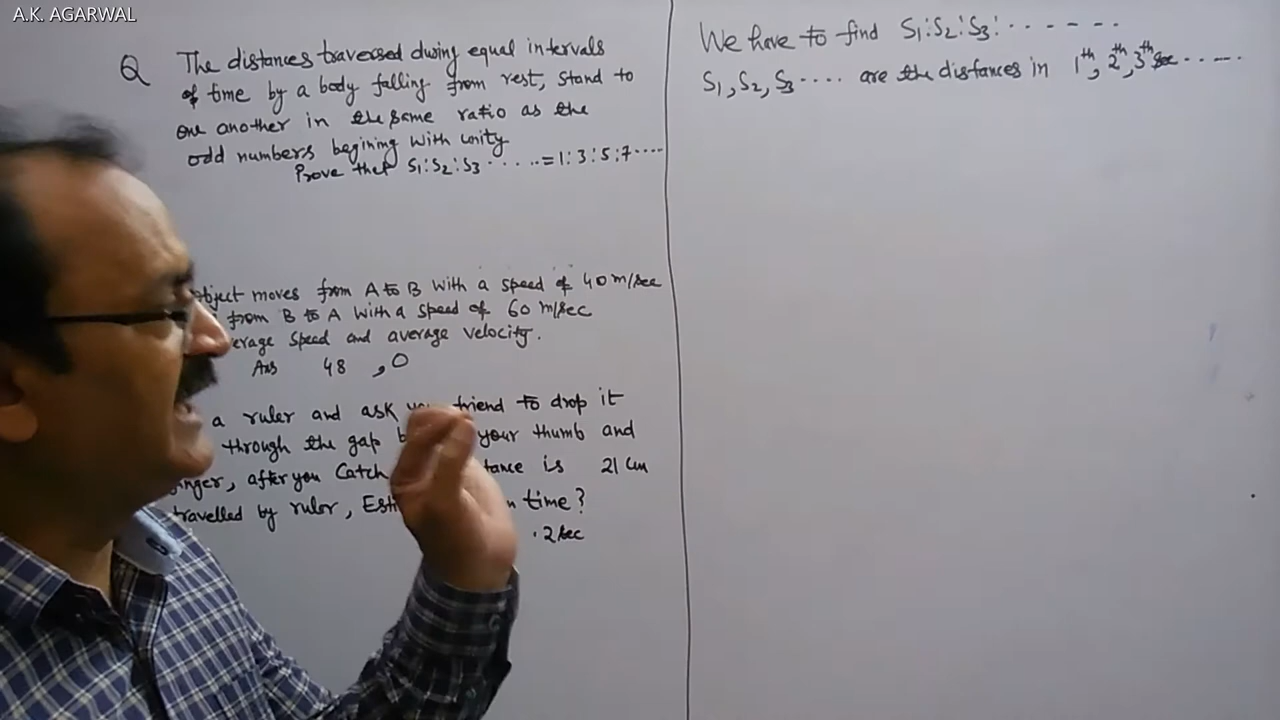 A.K. AGARWAL
Q The distances traversed during equal intervals
of time by a body falling from rest, stand to
one another in the same ratio as the
odd numbers begining with unity
Prove that S1:S2:S3 ..... = 1:3:5:7....
object moves from A to B with a speed of 40 m/sec
from B to A with a speed of 60 m/sec
erage speed and average velocity.
Ans 48 , 0
a ruler and ask friend to drop it
through the gap your thumb and
inger, after you Catch tance is 21 cm
travelled by rulor, time?
.2 sec
We have to find S1:S2:S3:.......
S1, S2, S3.... are the distances in 1th, 2th, 3th sec ......